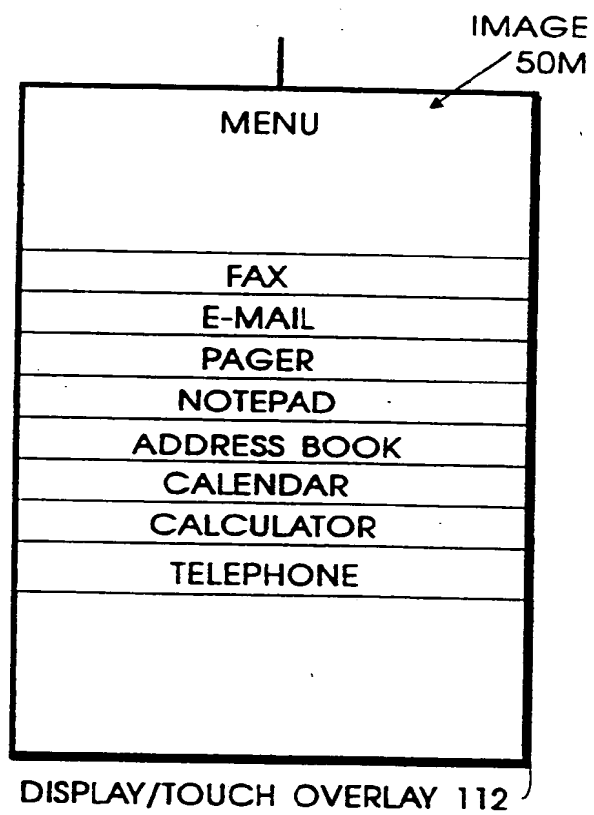 IMAGE
50M
MENU
FAX
E-MAIL
PAGER
NOTEPAD
ADDRESS BOOK
CALENDAR
CALCULATOR
TELEPHONE
DISPLAY/TOUCH OVERLAY 112